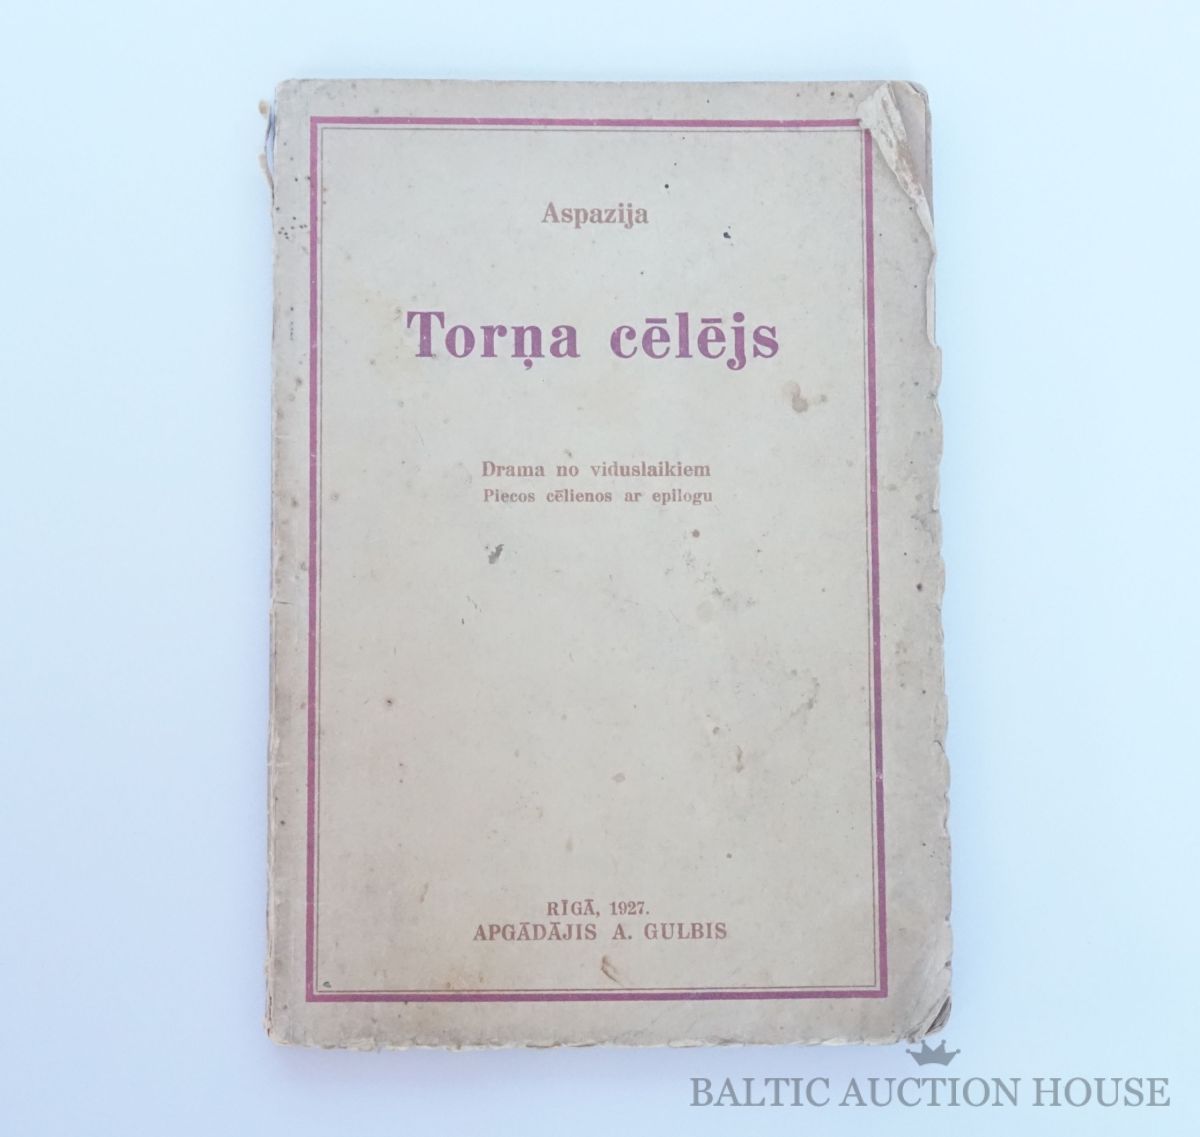 Aspazija
Torņa cēlējs
Drama no viduslaikiem
Piecos cēlienos ar epilogu
RĪGĀ, 1927.
APGĀDĀJIS A. GULBIS
BALTIC AUCTION HOUSE